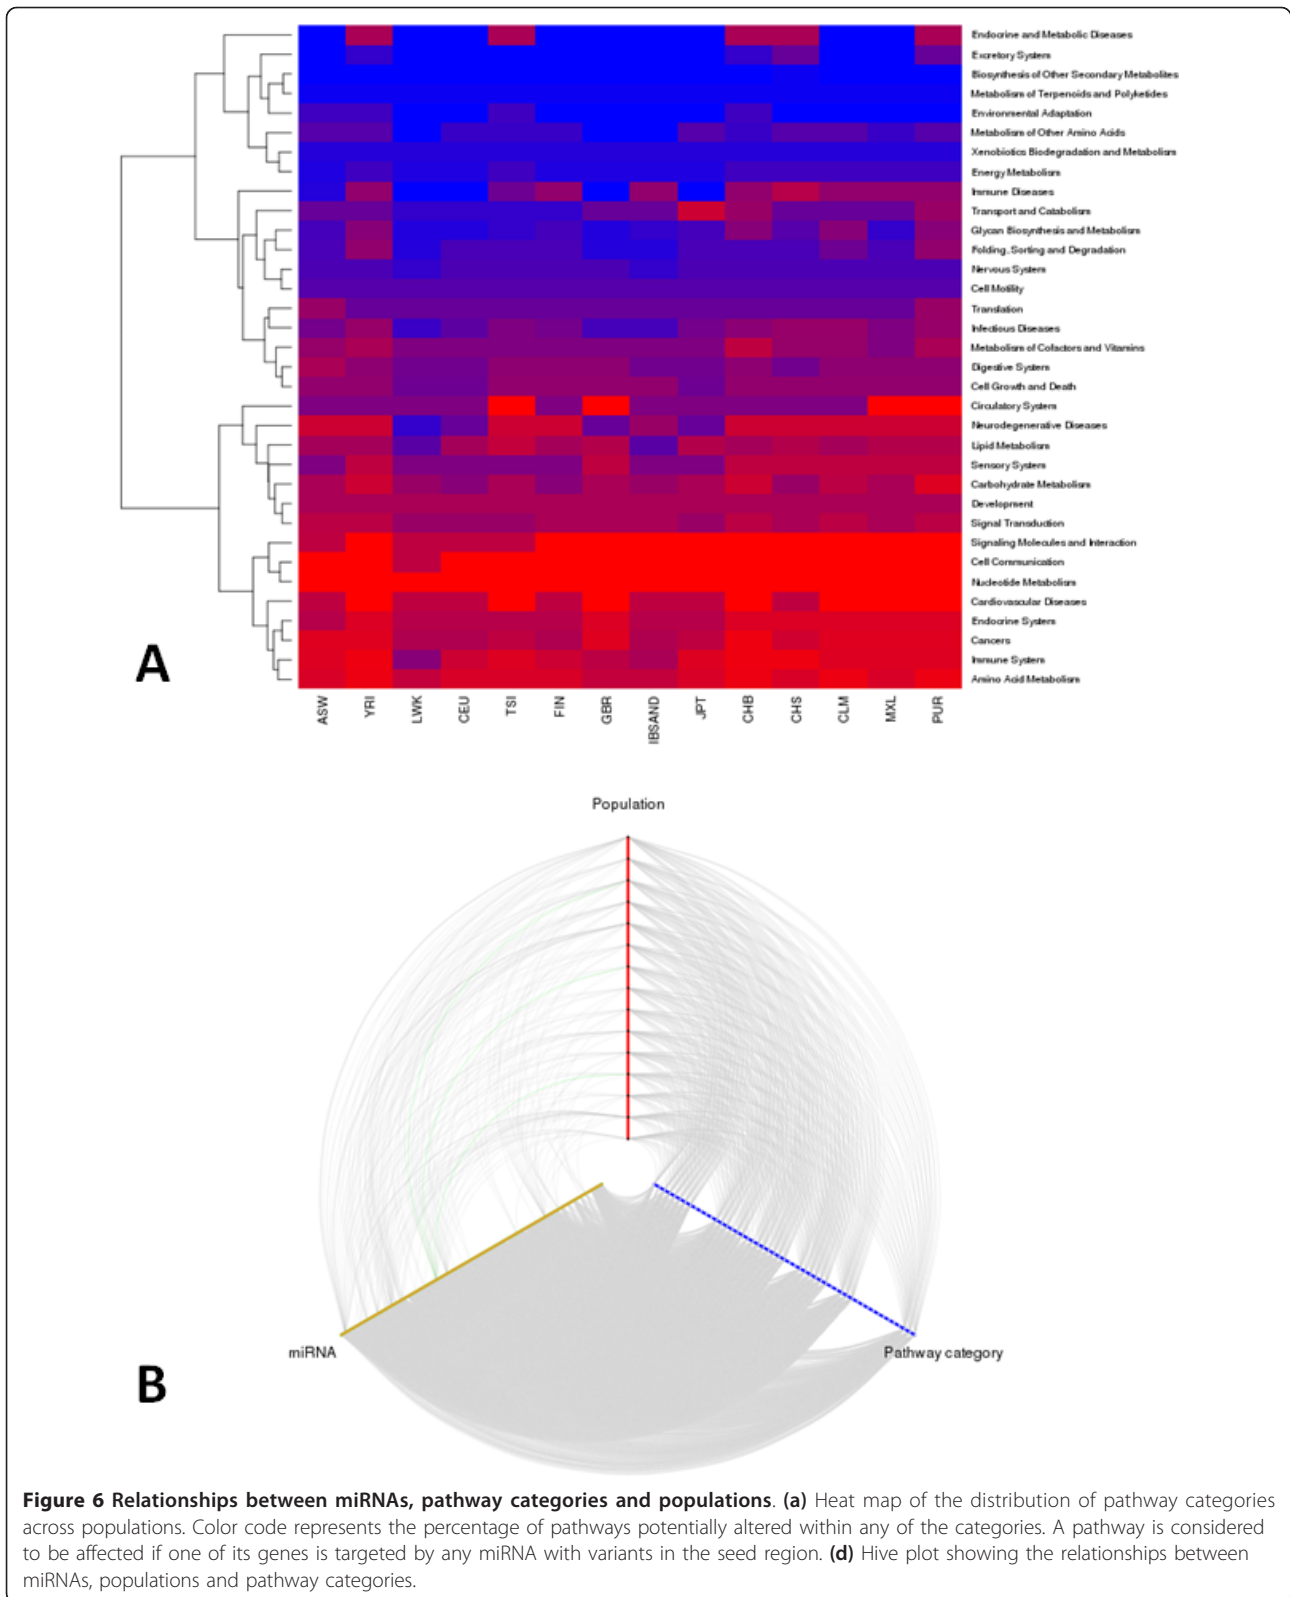 Endocrine and Metabolic Diseases
Excretory System
Biosynthesis of Other Secondary Metabolites
Metabolism of Terpenoids and Polyketides
Environmental Adaptation
Metabolism of Other Amino Acids
Xenobiotics Biodegradation and Metabolism
Energy Metabolism
Immune Diseases
Transport and Catabolism
Glycan Biosynthesis and Metabolism
Folding, Sorting and Degradation
Nervous System
Cell Motility
Translation
Infectious Diseases
Metabolism of Cofactors and Vitamins
Digestive System
Cell Growth and Death
Circulatory System
Neurodegenerative Diseases
Lipid Metabolism
Sensory System
Carbohydrate Metabolism
Development
Signal Transduction
Signaling Molecules and Interaction
Cell Communication
Nucleotide Metabolism
Cardiovascular Diseases
Endocrine System
Cancers
Immune System
Amino Acid Metabolism
A
ASW YRI LWK CEU TSI FIN GBR IBSAND JPT CHB CHS CLM MXL PUR
Population
miRNA
Pathway category
B
Figure 6 Relationships between miRNAs, pathway categories and populations. (a) Heat map of the distribution of pathway categories
across populations. Color code represents the percentage of pathways potentially altered within any of the categories. A pathway is considered
to be affected if one of its genes is targeted by any miRNA with variants in the seed region. (d) Hive plot showing the relationships between
miRNAs, populations and pathway categories.